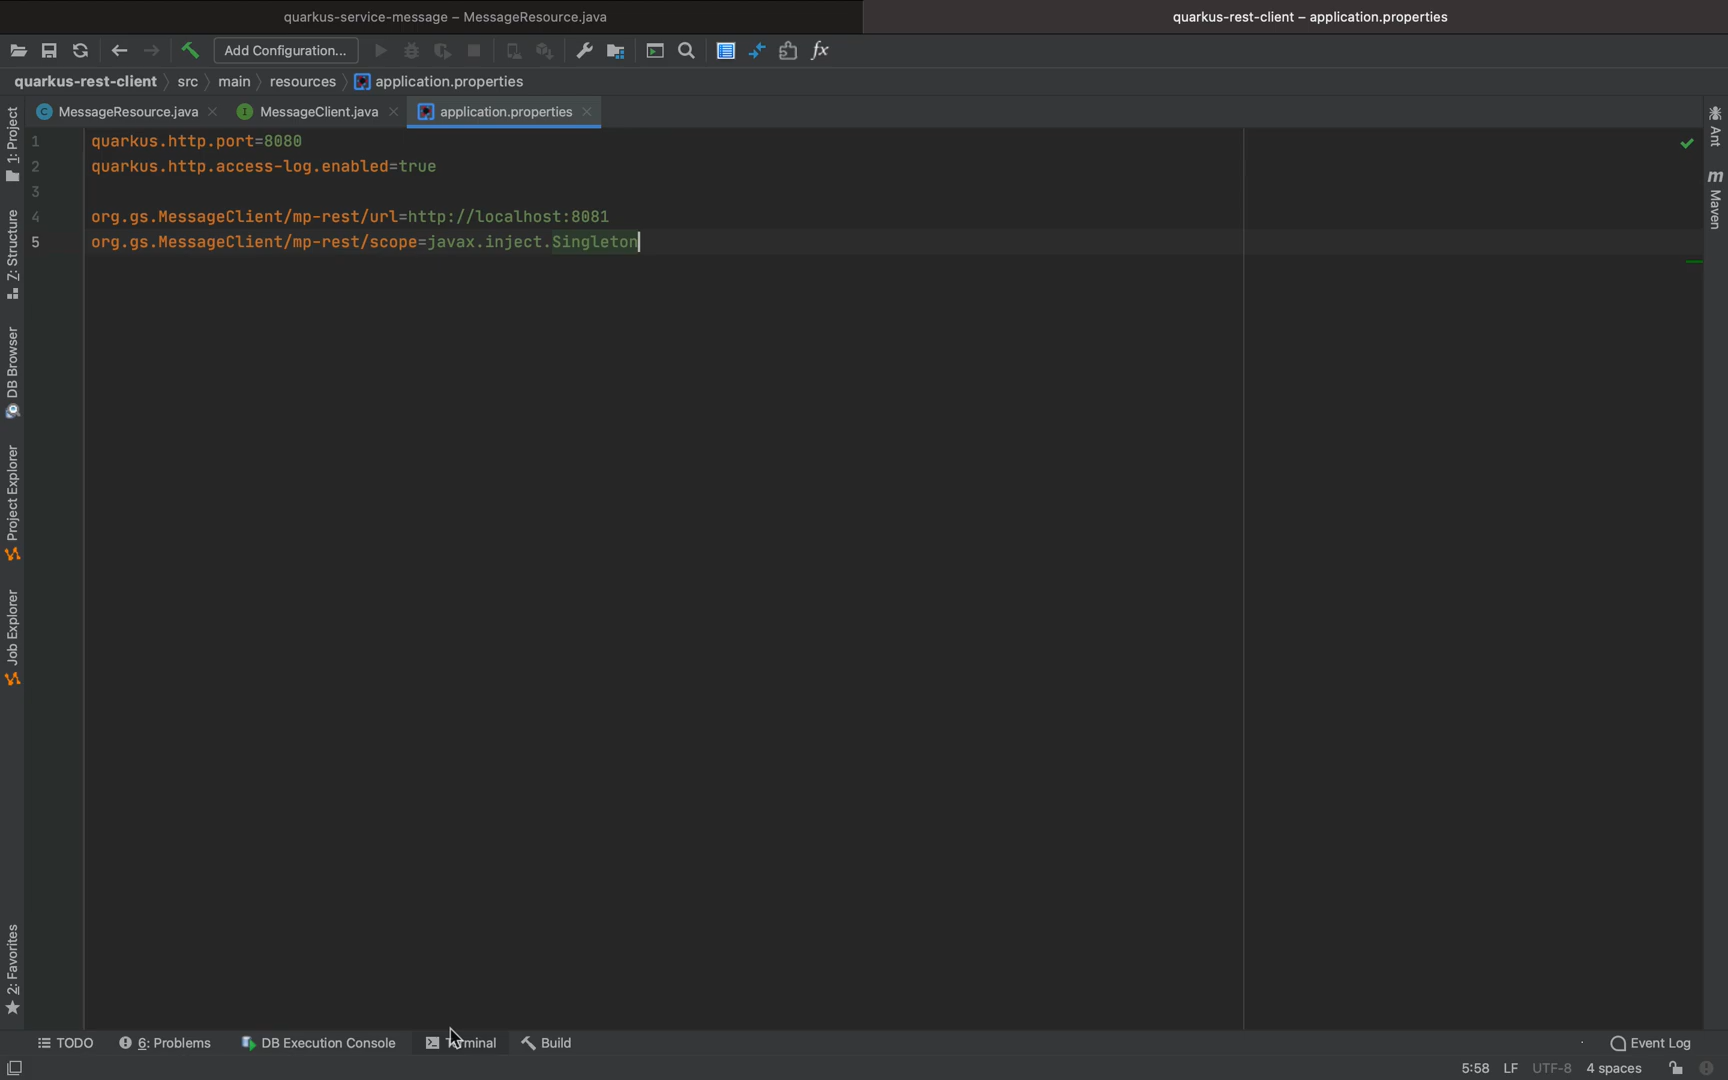 quarkus-service-message – MessageResource.java
quarkus-rest-client – application.properties
Add Configuration...
quarkus-rest-client
src
main
resources
application.properties
MessageResource.java
MessageClient.java
application.properties
1 quarkus.http.port=8080
2 quarkus.http.access-log.enabled=true
3
4 org.gs.MessageClient/mp-rest/url=http://localhost:8081
5 org.gs.MessageClient/mp-rest/scope=javax.inject.Singleton
1: Project
Z: Structure
DB Browser
Project Explorer
Job Explorer
2: Favorites
Ant
m Maven
TODO
6: Problems
DB Execution Console
Terminal
Build
Event Log
5:58
LF
UTF-8
4 spaces